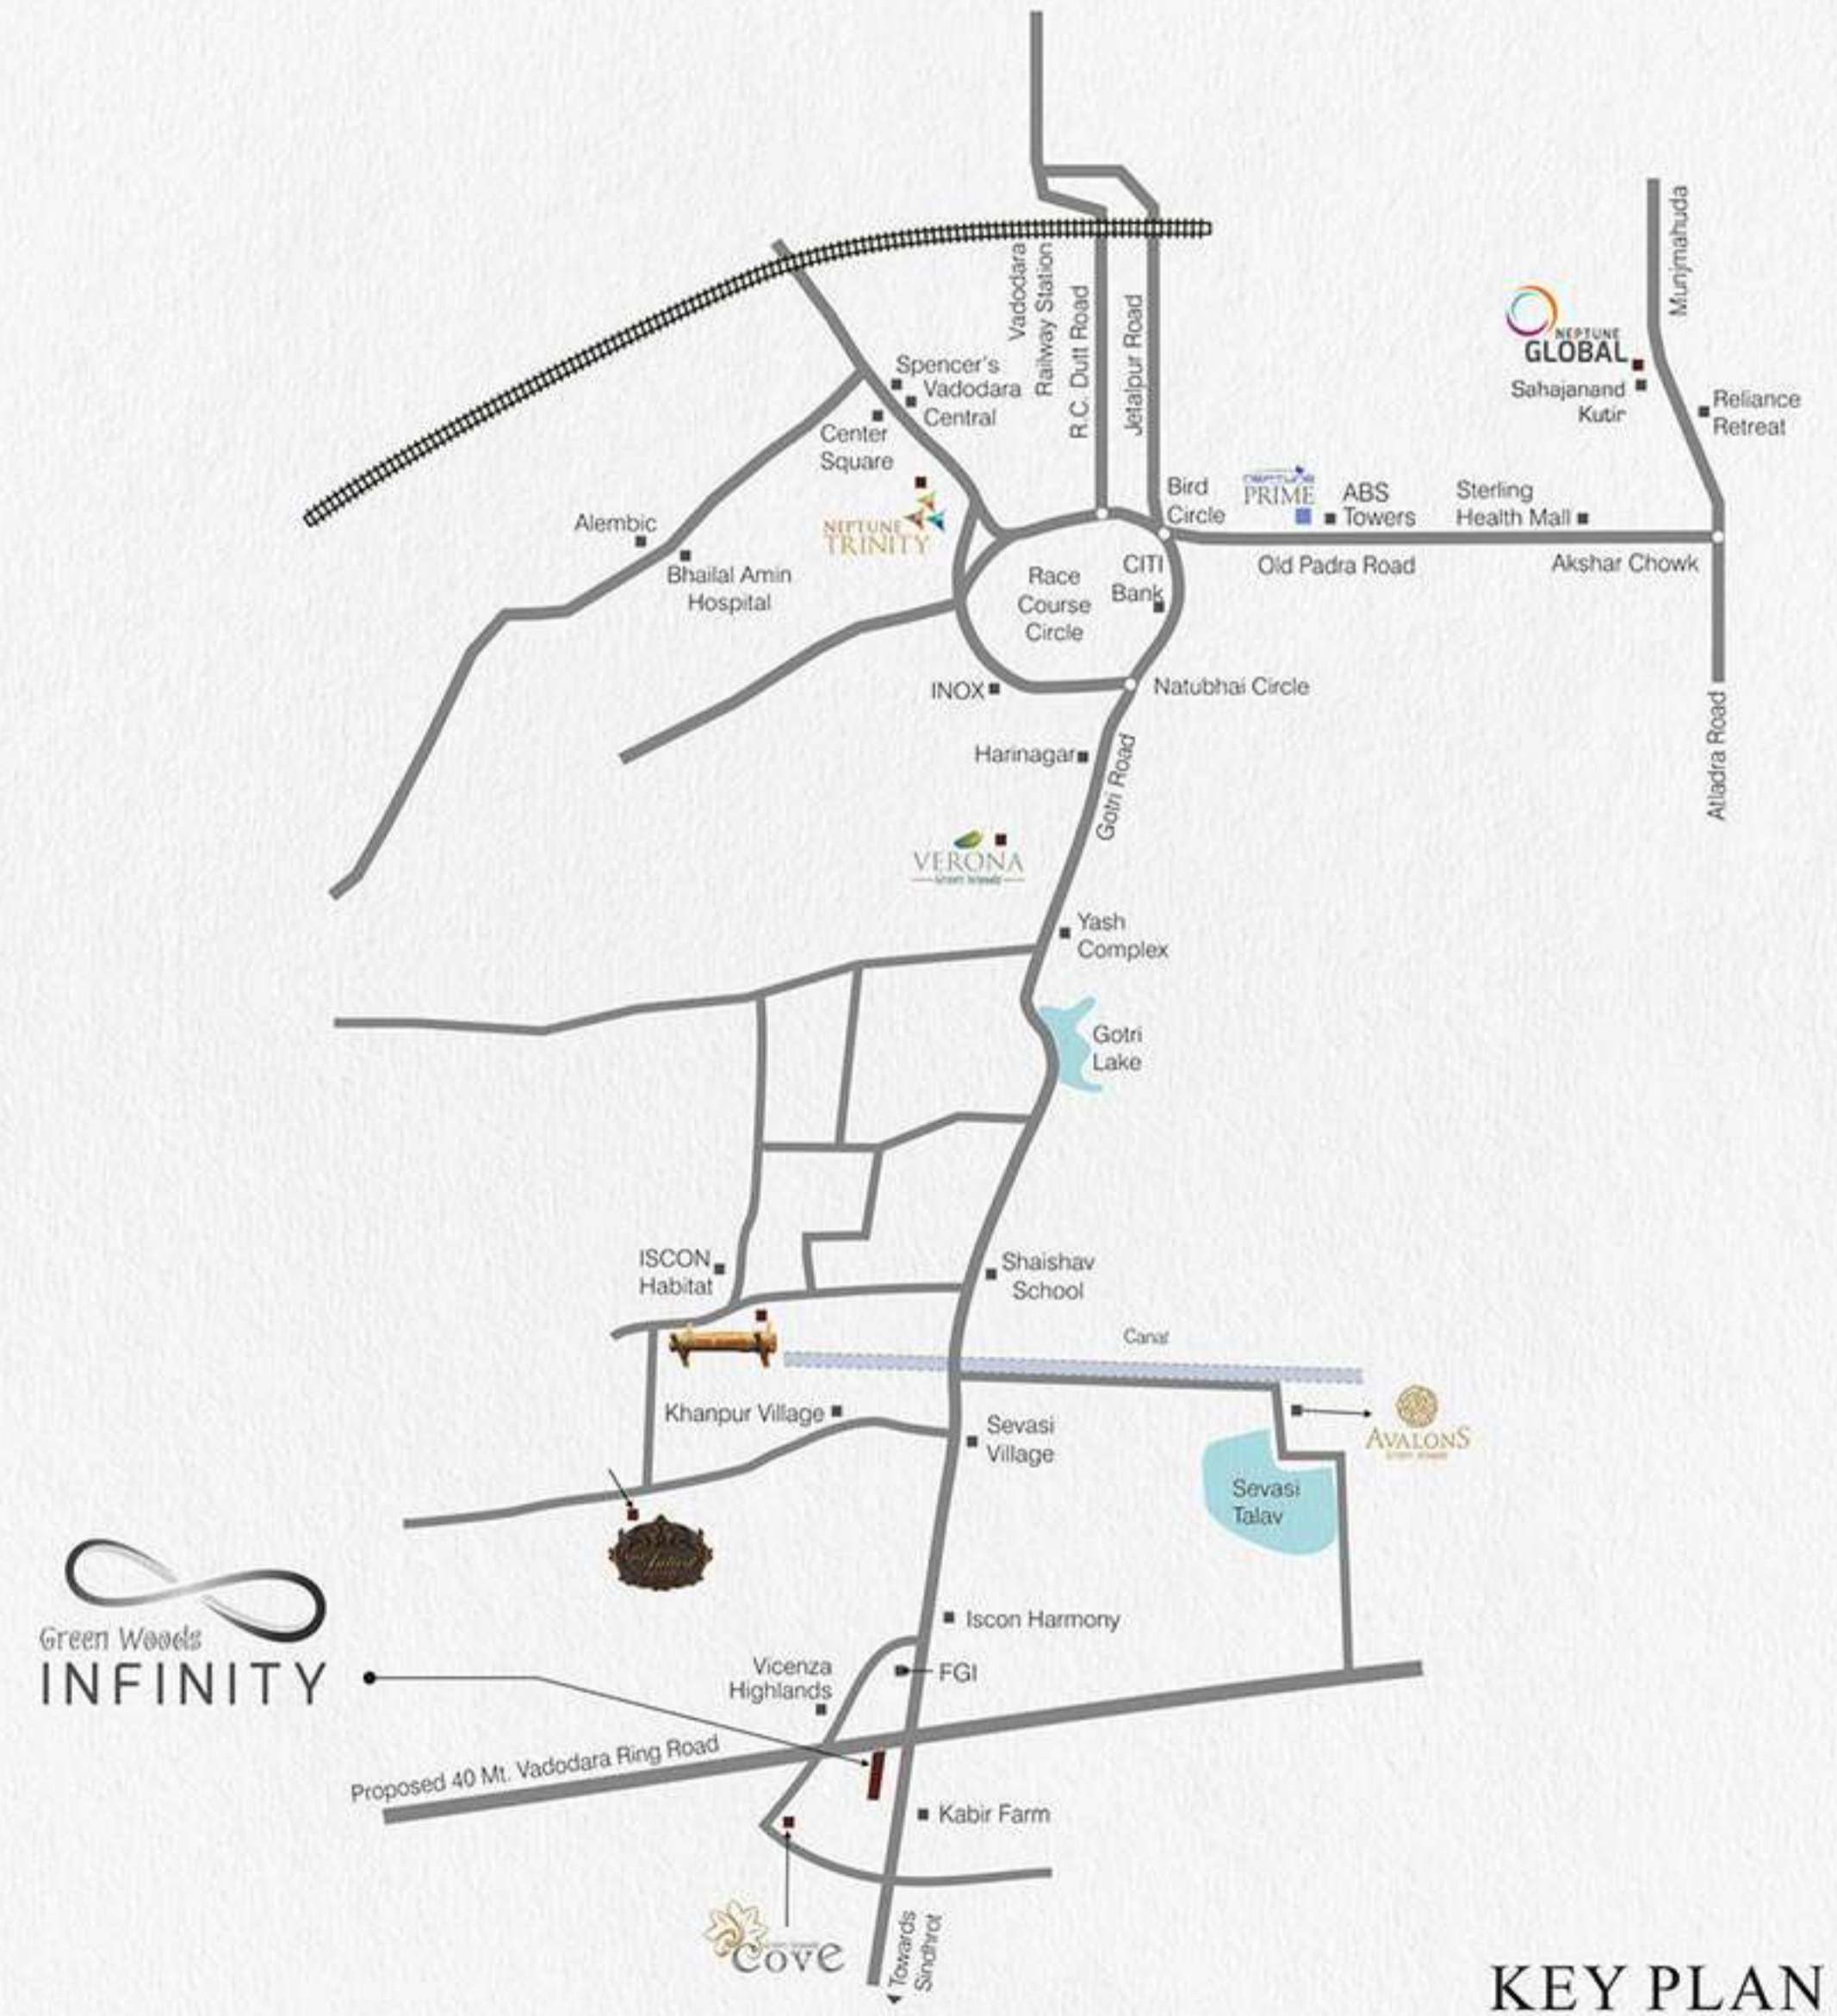 Vadodara
Railway Station
R.C. Dutt Road
Jetalpur Road
Munjmahuda
NEPTUNE
GLOBAL
Sahajanand
Kutir
Reliance
Retreat
Spencer's
Vadodara
Central
Center
Square
NEPTUNE
TRINITY
Alembic
Bhailal Amin
Hospital
Bird
Circle
NEPTUNE
PRIME
ABS
Towers
Sterling
Health Mall
Old Padra Road
Akshar Chowk
Race
Course
Circle
CITI
Bank
INOX
Natubhai Circle
Atladra Road
Harinagar
Gotri Road
VERONA
Yash
Complex
Gotri
Lake
ISCON
Habitat
Shaishav
School
Canal
Khanpur Village
Sevasi
Village
AVALONS
Sevasi
Talav
Green Woods
INFINITY
Iscon Harmony
Vicenza
Highlands
FGI
Proposed 40 Mt. Vadodara Ring Road
Kabir Farm
Cove
Towards
Sindhrot
KEY PLAN